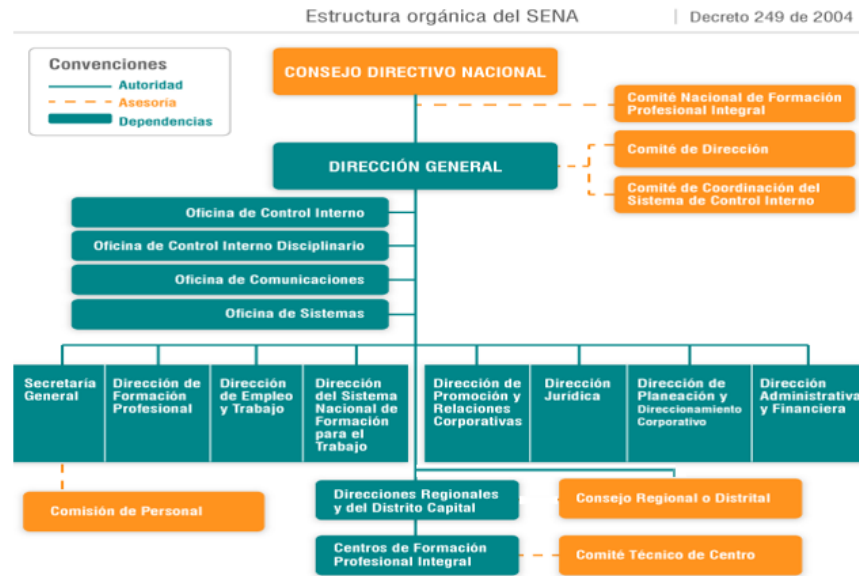 Estructura orgánica del SENA
Decreto 249 de 2004
Convenciones
Autoridad
Asesoría
Dependencias
CONSEJO DIRECTIVO NACIONAL
Comité Nacional de Formación
Profesional Integral
DIRECCIÓN GENERAL
Comité de Dirección
Comité de Coordinación del
Sistema de Control Interno
Oficina de Control Interno
Oficina de Control Interno Disciplinario
Oficina de Comunicaciones
Oficina de Sistemas
Secretaría
General
Dirección de
Formación
Profesional
Dirección
de Empleo
y Trabajo
Dirección
del Sistema
Nacional de
Formación
para el
Trabajo
Dirección de
Promoción y
Relaciones
Corporativas
Dirección
Jurídica
Dirección de
Planeación y
Direccionamiento
Corporativo
Dirección
Administrativa
y Financiera
Comisión de Personal
Direcciones Regionales
y del Distrito Capital
Consejo Regional o Distrital
Centros de Formación
Profesional Integral
Comité Técnico de Centro